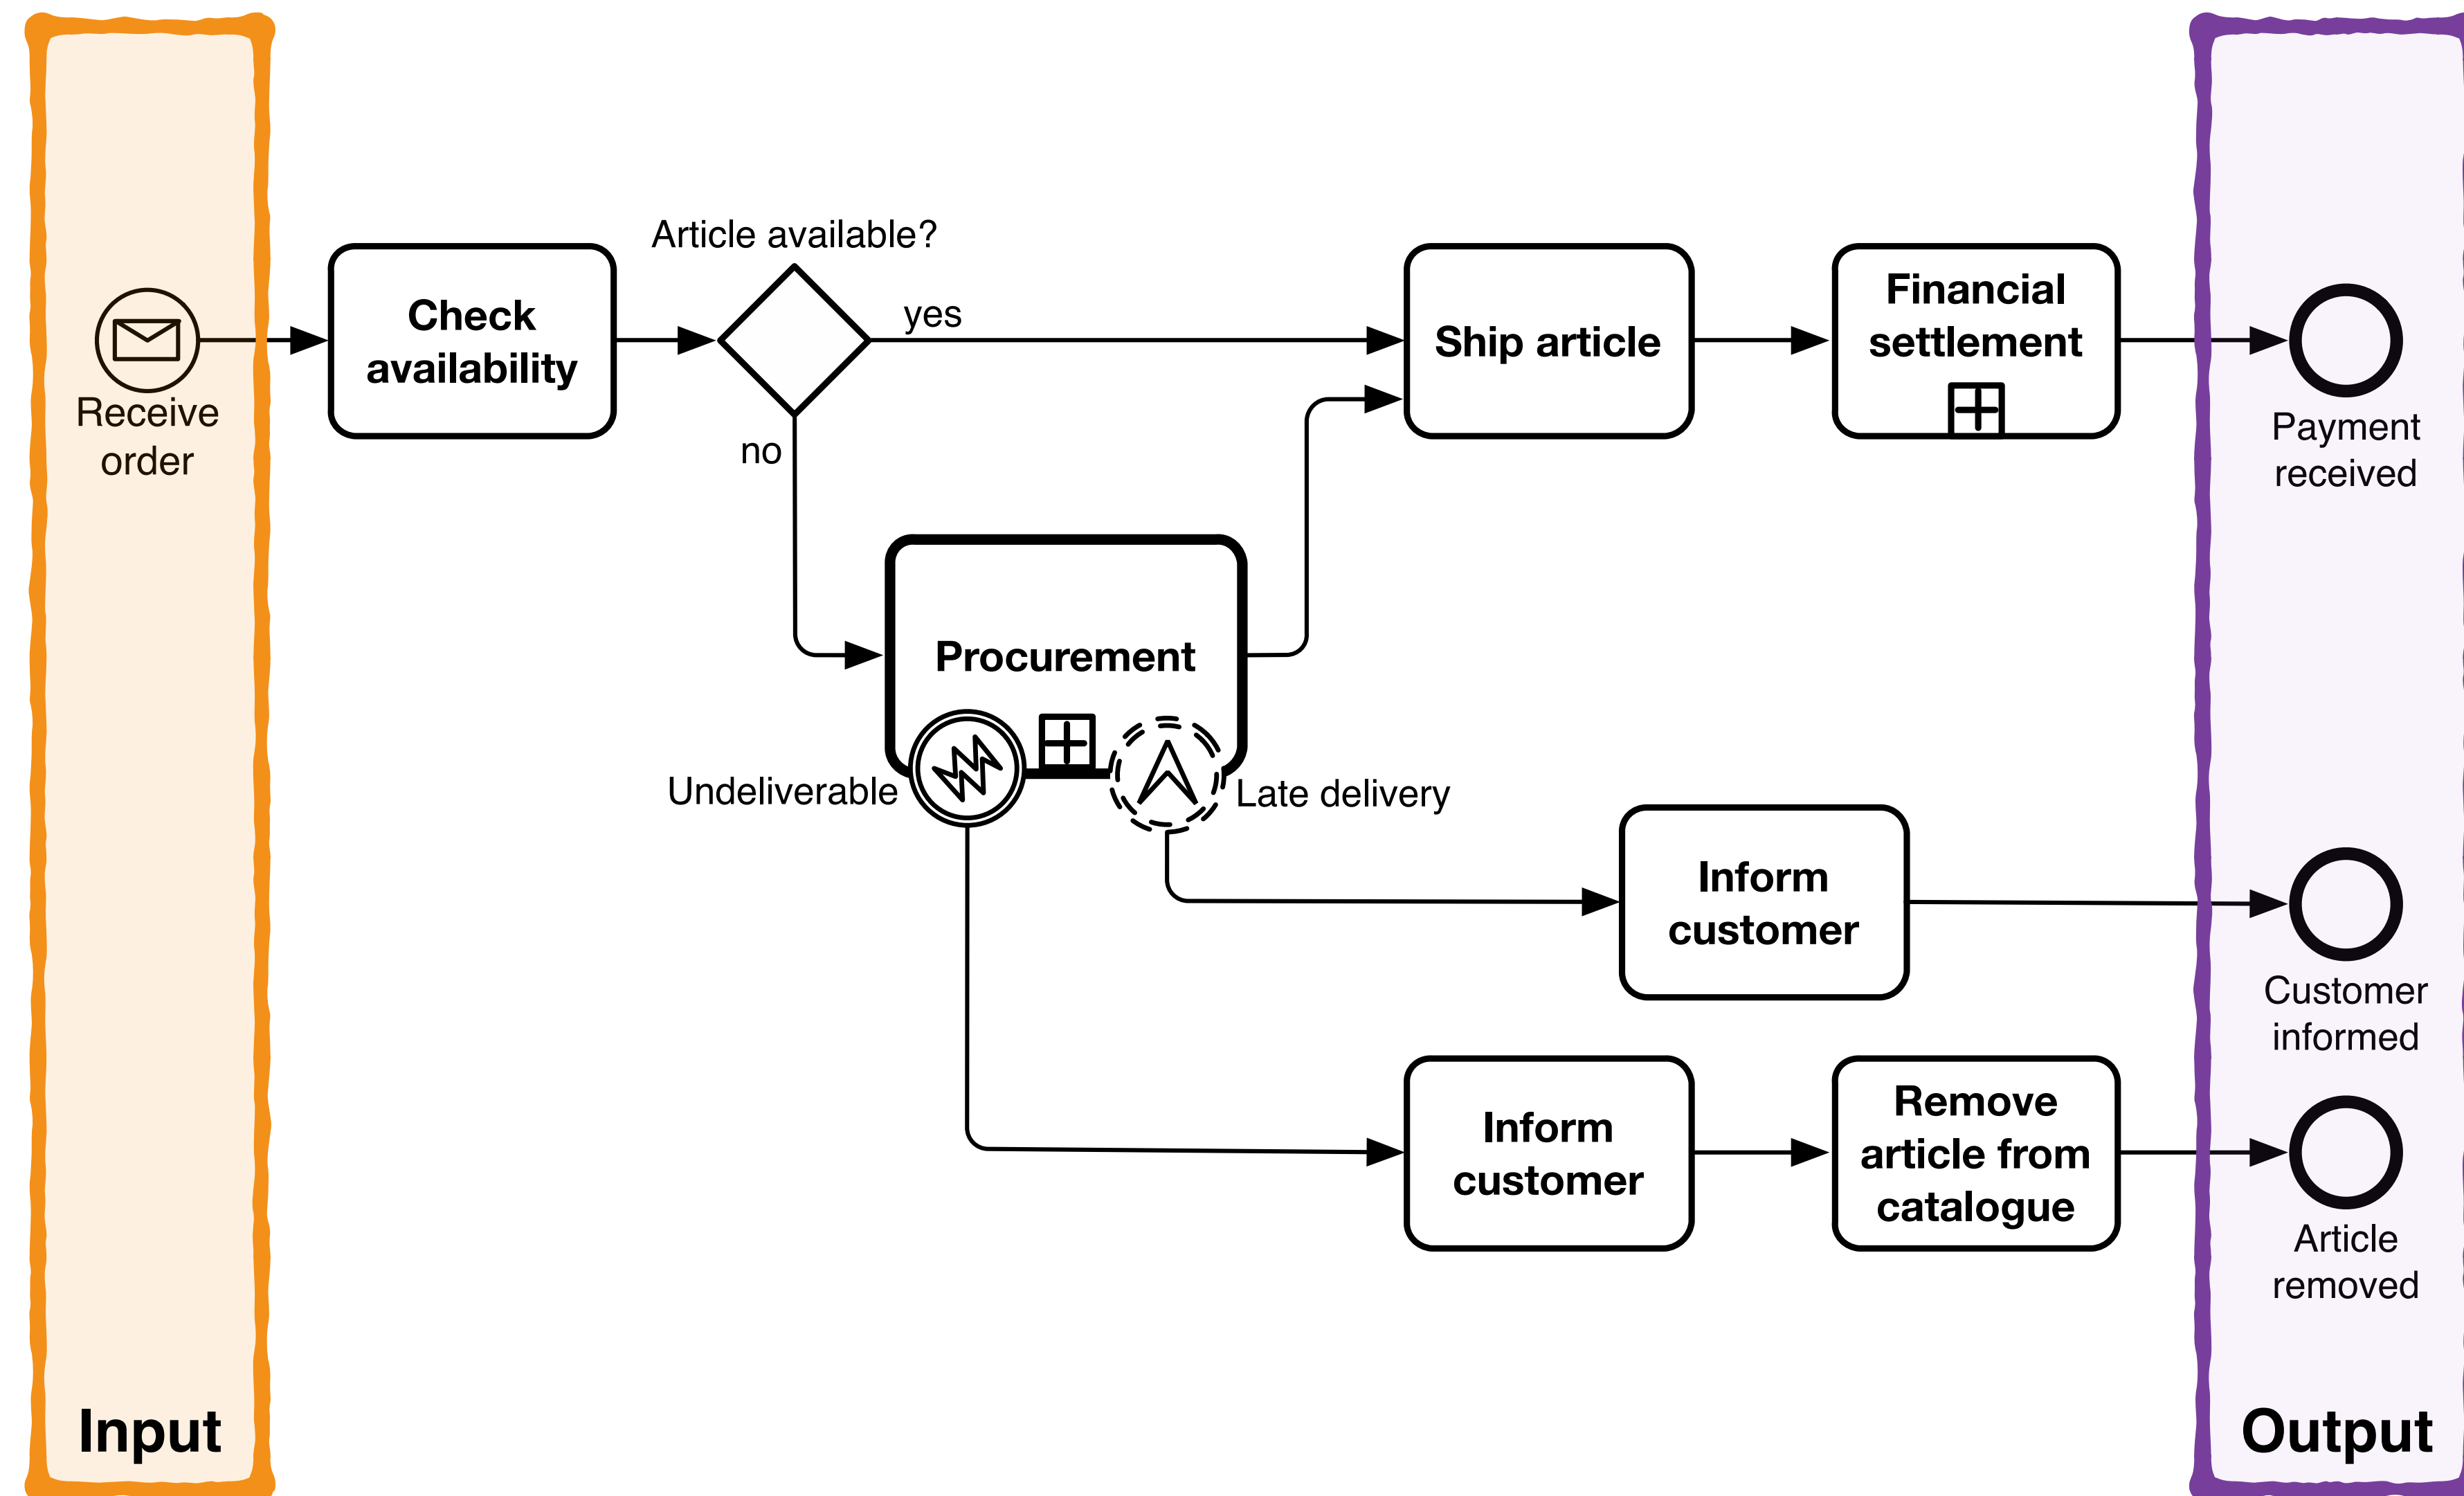 Article available?
Check
availability
yes
Ship article
Financial
settlement
Receive
order
no
Payment
received
Procurement
Undeliverable
Late delivery
Inform
customer
Customer
informed
Inform
customer
Remove
article from
catalogue
Article
removed
Input
Output